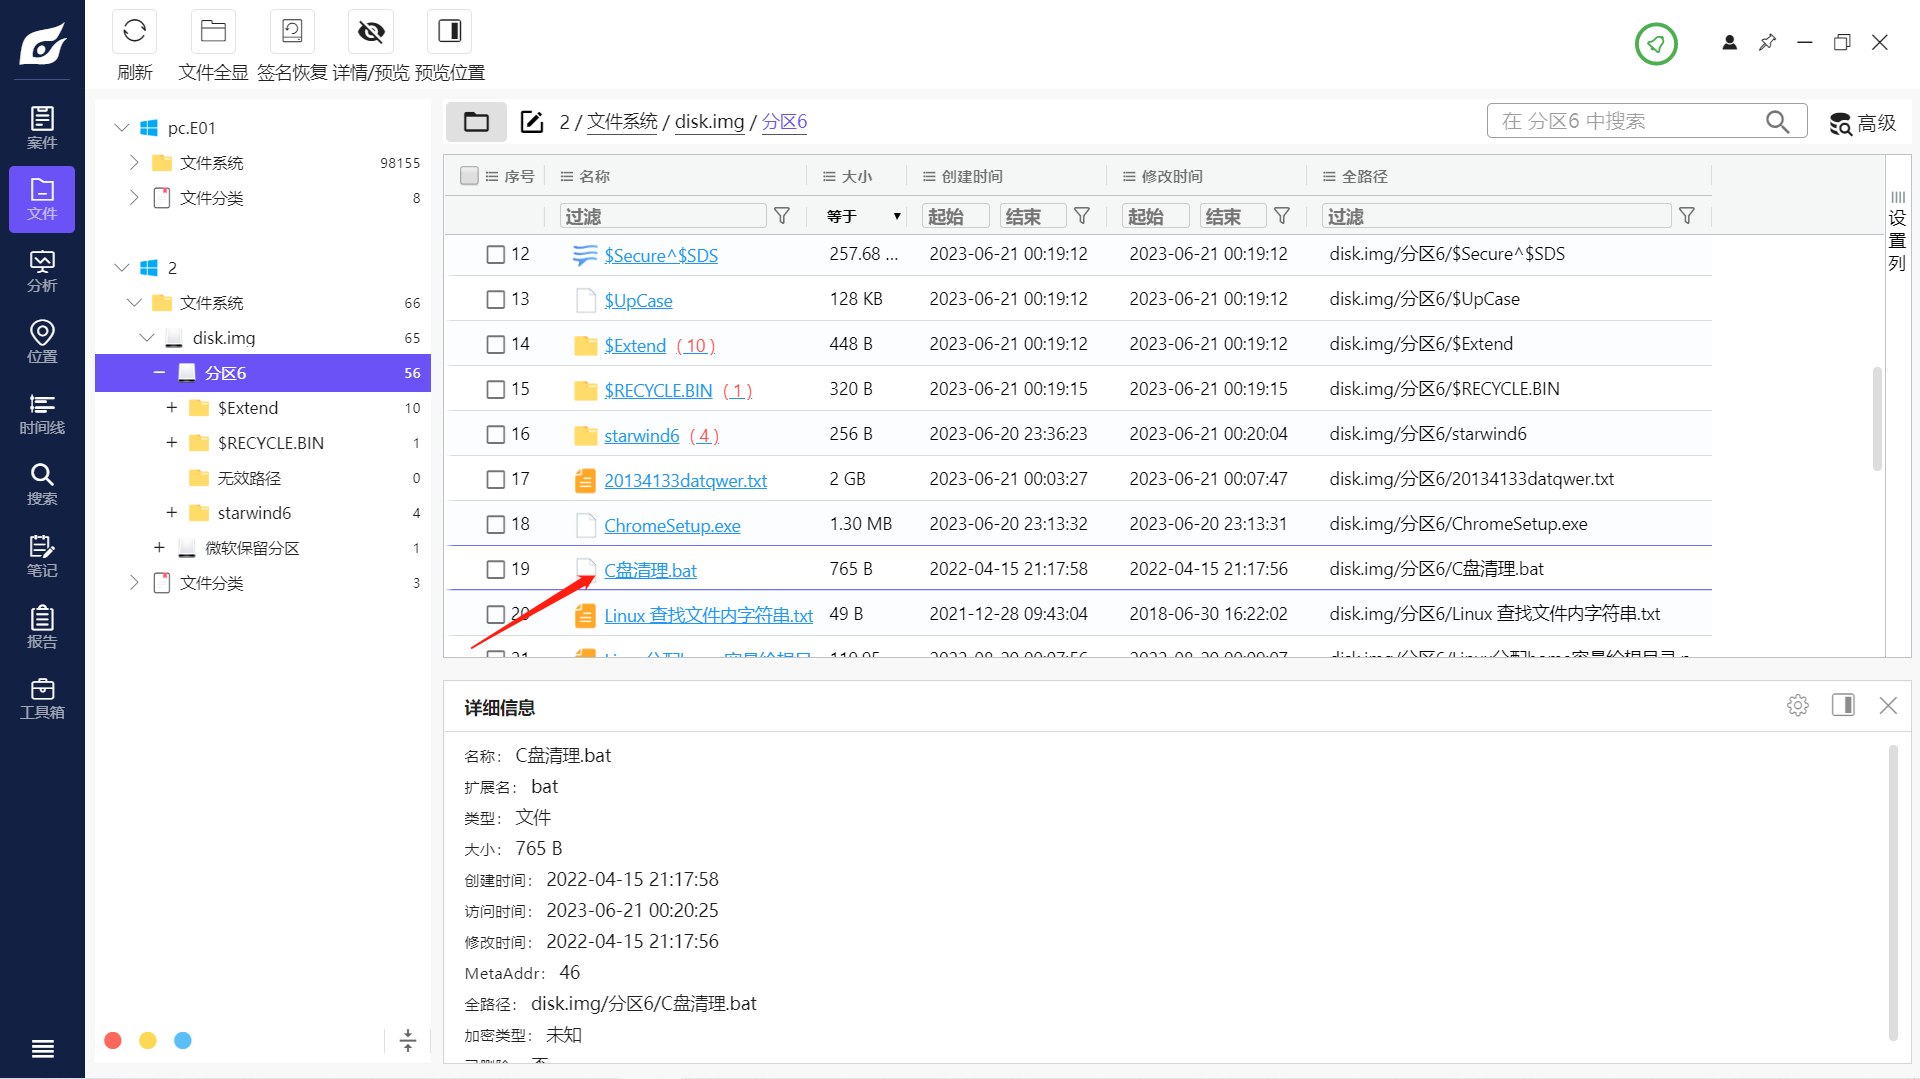 刷新 文件全显 签名恢复 详情/预览 预览位置
案件
文件
分析
位置
时间线
搜索
笔记
报告
工具箱
pc.E01
文件系统 98155
文件分类 8
2
文件系统 66
disk.img 65
分区6 56
$Extend 10
$RECYCLE.BIN 1
无效路径 0
starwind6 4
微软保留分区 1
文件分类 3
2 / 文件系统 / disk.img / 分区6
在 分区6 中搜索
高级
序号 名称 大小 创建时间 修改时间 全路径
过滤 等于 起始 结束 起始 结束 过滤
设置列
12 $Secure^$SDS 257.68 ... 2023-06-21 00:19:12 2023-06-21 00:19:12 disk.img/分区6/$Secure^$SDS
13 $UpCase 128 KB 2023-06-21 00:19:12 2023-06-21 00:19:12 disk.img/分区6/$UpCase
14 $Extend ( 10 ) 448 B 2023-06-21 00:19:12 2023-06-21 00:19:12 disk.img/分区6/$Extend
15 $RECYCLE.BIN ( 1 ) 320 B 2023-06-21 00:19:15 2023-06-21 00:19:15 disk.img/分区6/$RECYCLE.BIN
16 starwind6 ( 4 ) 256 B 2023-06-20 23:36:23 2023-06-21 00:20:04 disk.img/分区6/starwind6
17 20134133datqwer.txt 2 GB 2023-06-21 00:03:27 2023-06-21 00:07:47 disk.img/分区6/20134133datqwer.txt
18 ChromeSetup.exe 1.30 MB 2023-06-20 23:13:32 2023-06-20 23:13:31 disk.img/分区6/ChromeSetup.exe
19 C盘清理.bat 765 B 2022-04-15 21:17:58 2022-04-15 21:17:56 disk.img/分区6/C盘清理.bat
20 Linux 查找文件内字符串.txt 49 B 2021-12-28 09:43:04 2018-06-30 16:22:02 disk.img/分区6/Linux 查找文件内字符串.txt
详细信息
名称: C盘清理.bat
扩展名: bat
类型: 文件
大小: 765 B
创建时间: 2022-04-15 21:17:58
访问时间: 2023-06-21 00:20:25
修改时间: 2022-04-15 21:17:56
MetaAddr: 46
全路径: disk.img/分区6/C盘清理.bat
加密类型: 未知